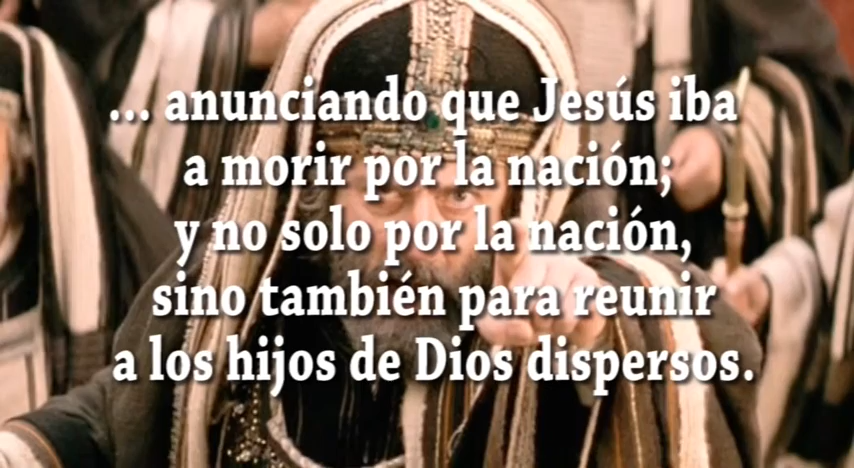 ... anunciando que Jesús iba
a morir por la nación;
y no solo por la nación,
sino también para reunir
a los hijos de Dios dispersos.